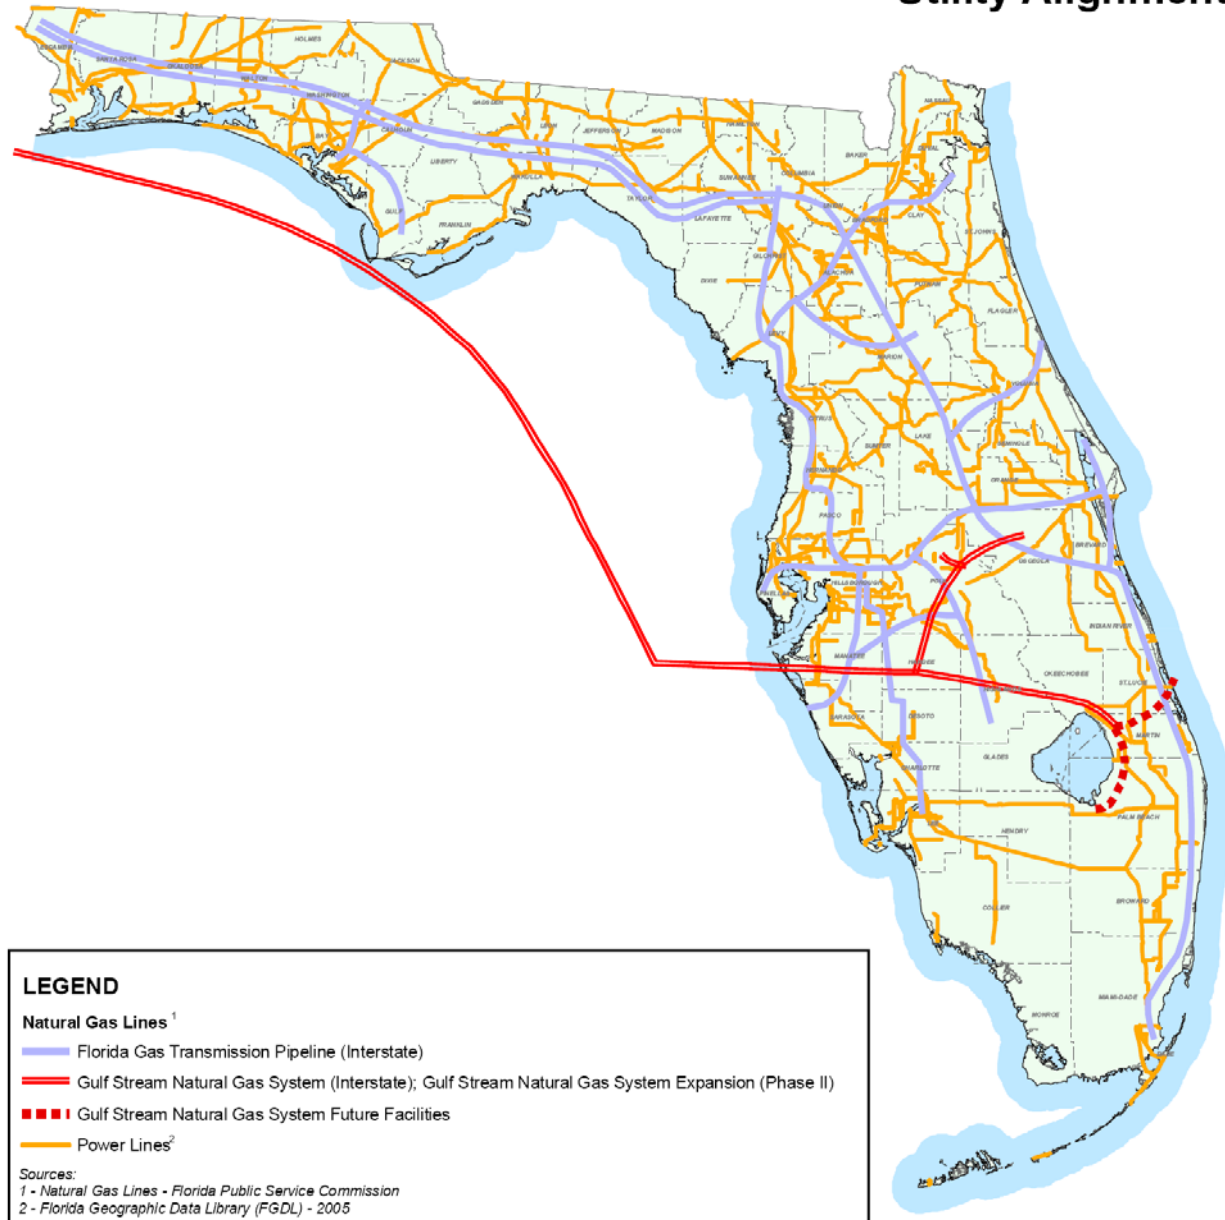 Utility Alignment
HOLMES
ESCAMBIA
SANTA ROSA
OKALOOSA
WALTON
JACKSON
WASHINGTON
GADSDEN
NASSAU
BAY
CALHOUN
LEON
JEFFERSON
MADISON
HAMILTON
DUVAL
LIBERTY
BAKER
WAKULLA
SUWANNEE
COLUMBIA
TAYLOR
UNION
GULF
FRANKLIN
LAFAYETTE
BRADFORD
CLAY
ST.JOHNS
GILCHRIST
DIXIE
ALACHUA
PUTNAM
FLAGLER
LEVY
MARION
VOLUSIA
CITRUS
LAKE
SUMTER
SEMINOLE
HERNANDO
ORANGE
PASCO
BREVARD
OSCEOLA
HILLSBOROUGH
POLK
PINELLAS
INDIAN RIVER
MANATEE
HARDEE
OKEECHOBEE
ST.LUCIE
HIGHLANDS
SARASOTA
DESOTO
MARTIN
GLADES
CHARLOTTE
LEE
HENDRY
PALM BEACH
COLLIER
BROWARD
MIAMI-DADE
MONROE
LEGEND
Natural Gas Lines 1
Florida Gas Transmission Pipeline (Interstate)
Gulf Stream Natural Gas System (Interstate); Gulf Stream Natural Gas System Expansion (Phase II)
Gulf Stream Natural Gas System Future Facilities
Power Lines2
Sources:
1 - Natural Gas Lines - Florida Public Service Commission
2 - Florida Geographic Data Library (FGDL) - 2005